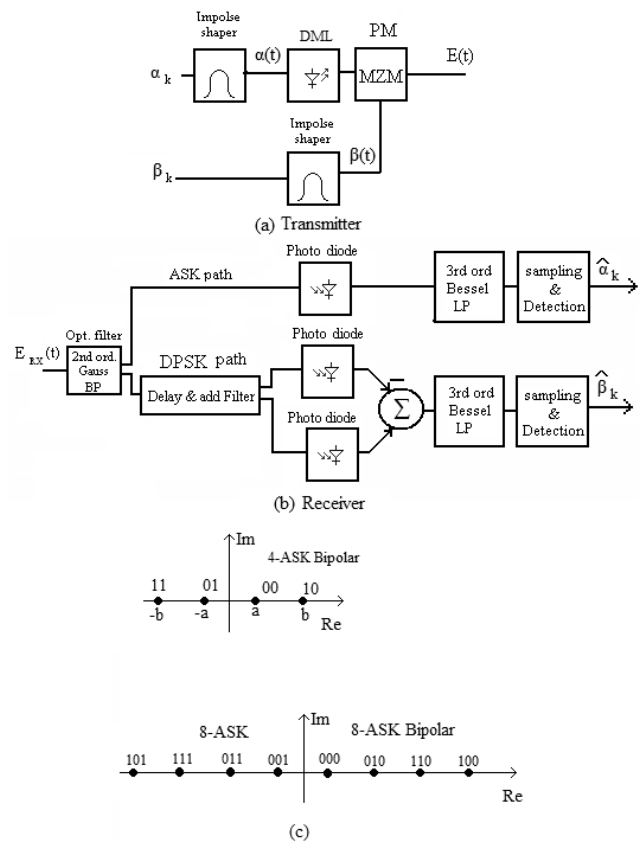 Impolse
shaper
α k
α(t)
DML
PM
MZM
E(t)
Impolse
shaper
β k
β(t)
(a) Transmitter
Photo diode
ASK path
3rd ord
Bessel
LP
sampling
&
Detection
α̂ k
Opt. filter
E RX (t)
2nd ord.
Gauss
BP
DPSK path
Delay & add Filter
Photo diode
Photo diode
−
Σ
3rd ord
Bessel
LP
sampling
&
Detection
β̂ k
(b) Receiver
Im
4-ASK Bipolar
11 01 00 10
-b -a a b
Re
8-ASK
Im
8-ASK Bipolar
101 111 011 001 000 010 110 100
Re
(c)